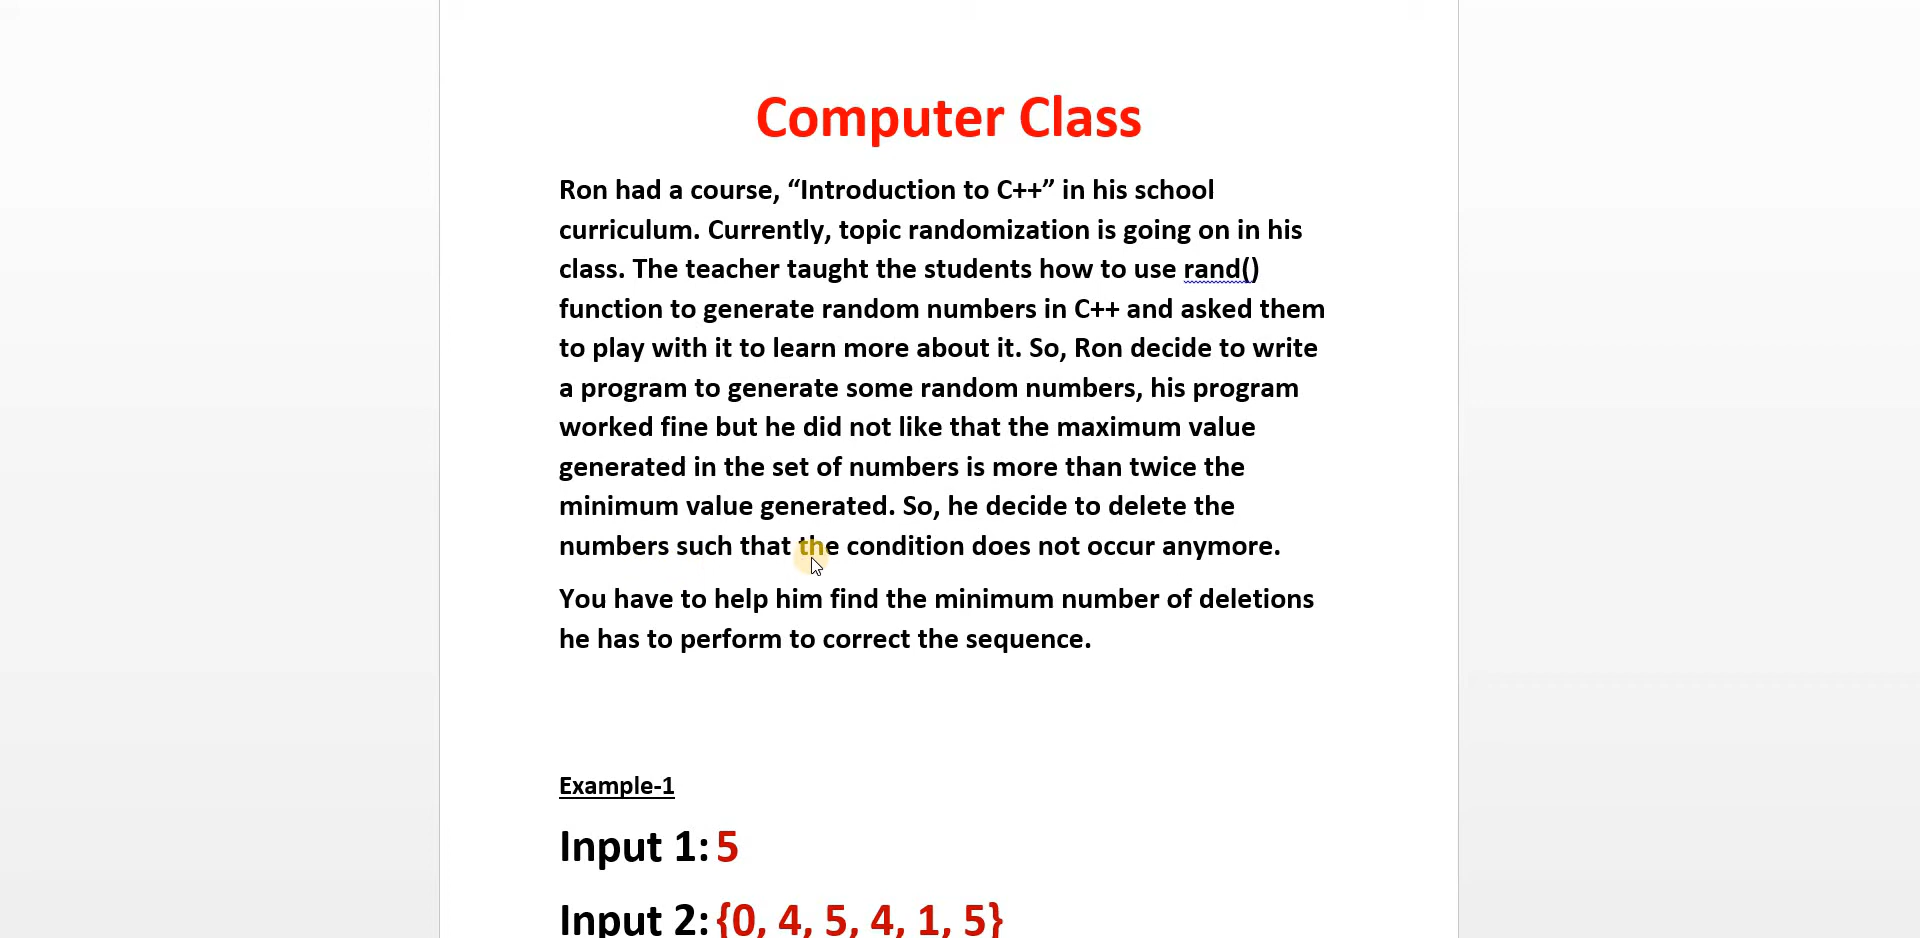 Computer Class
Ron had a course, “Introduction to C++” in his school
curriculum. Currently, topic randomization is going on in his
class. The teacher taught the students how to use rand()
function to generate random numbers in C++ and asked them
to play with it to learn more about it. So, Ron decide to write
a program to generate some random numbers, his program
worked fine but he did not like that the maximum value
generated in the set of numbers is more than twice the
minimum value generated. So, he decide to delete the
numbers such that the condition does not occur anymore.
You have to help him find the minimum number of deletions
he has to perform to correct the sequence.
Example-1
Input 1: 5
Input 2: {0, 4, 5, 4, 1, 5}